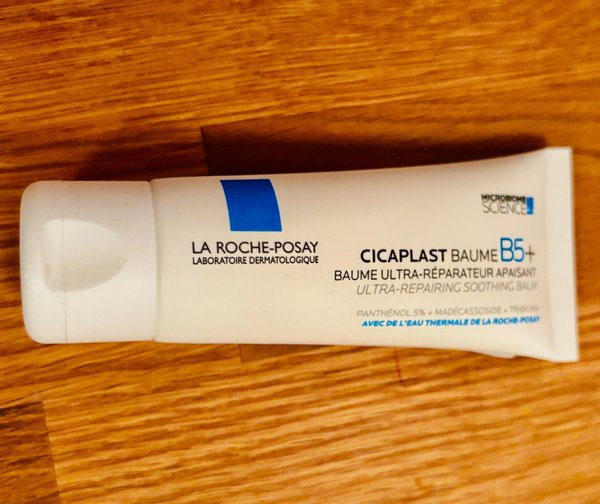 LA ROCHE-POSAY
LABORATOIRE DERMATOLOGIQUE
MICROBIOME
SCIENCE
CICAPLAST BAUME B5+
BAUME ULTRA-RÉPARATEUR APAISANT
ULTRA-REPAIRING SOOTHING BALM
PANTHÉNOL 5% + MADÉCASSOSIDE + TRIBIOMA
AVEC DE L'EAU THERMALE DE LA ROCHE-POSAY